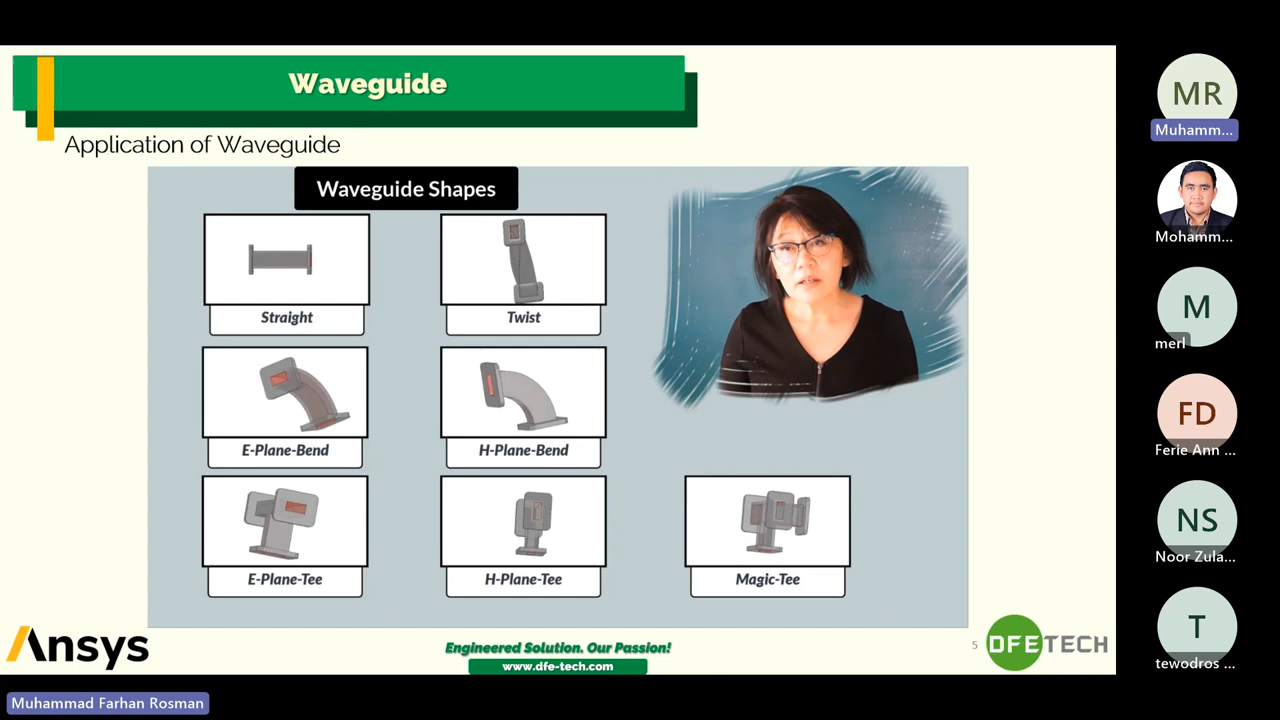 Waveguide
Application of Waveguide
Waveguide Shapes
Straight
Twist
E-Plane-Bend
H-Plane-Bend
E-Plane-Tee
H-Plane-Tee
Magic-Tee
Ansys
Engineered Solution. Our Passion!
www.dfe-tech.com
5
DFETECH
MR
Muhamm...
Mohamm...
M
merl
FD
Ferie Ann ...
NS
Noor Zula...
T
tewodros ...
Muhammad Farhan Rosman